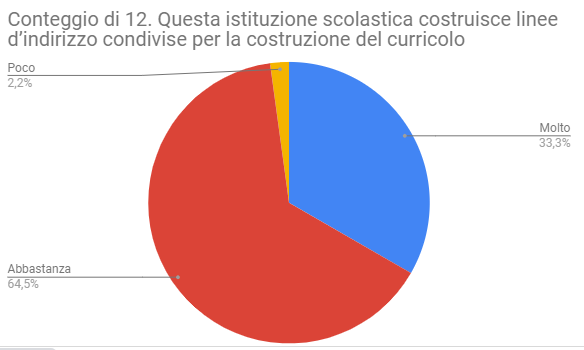 Conteggio di 12. Questa istituzione scolastica costruisce linee
d’indirizzo condivise per la costruzione del curricolo
Poco
2,2%
Molto
33,3%
Abbastanza
64,5%